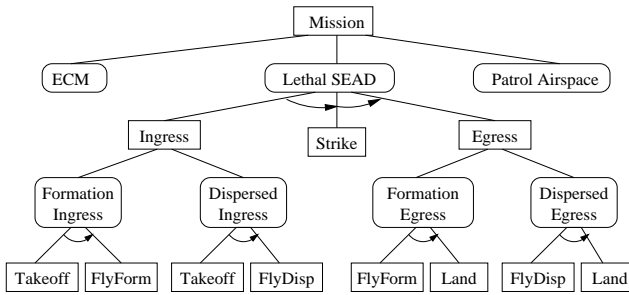 Mission
ECM
Lethal SEAD
Patrol Airspace
Ingress
Strike
Egress
Formation
Ingress
Dispersed
Ingress
Formation
Egress
Dispersed
Egress
Takeoff
FlyForm
Takeoff
FlyDisp
FlyForm
Land
FlyDisp
Land